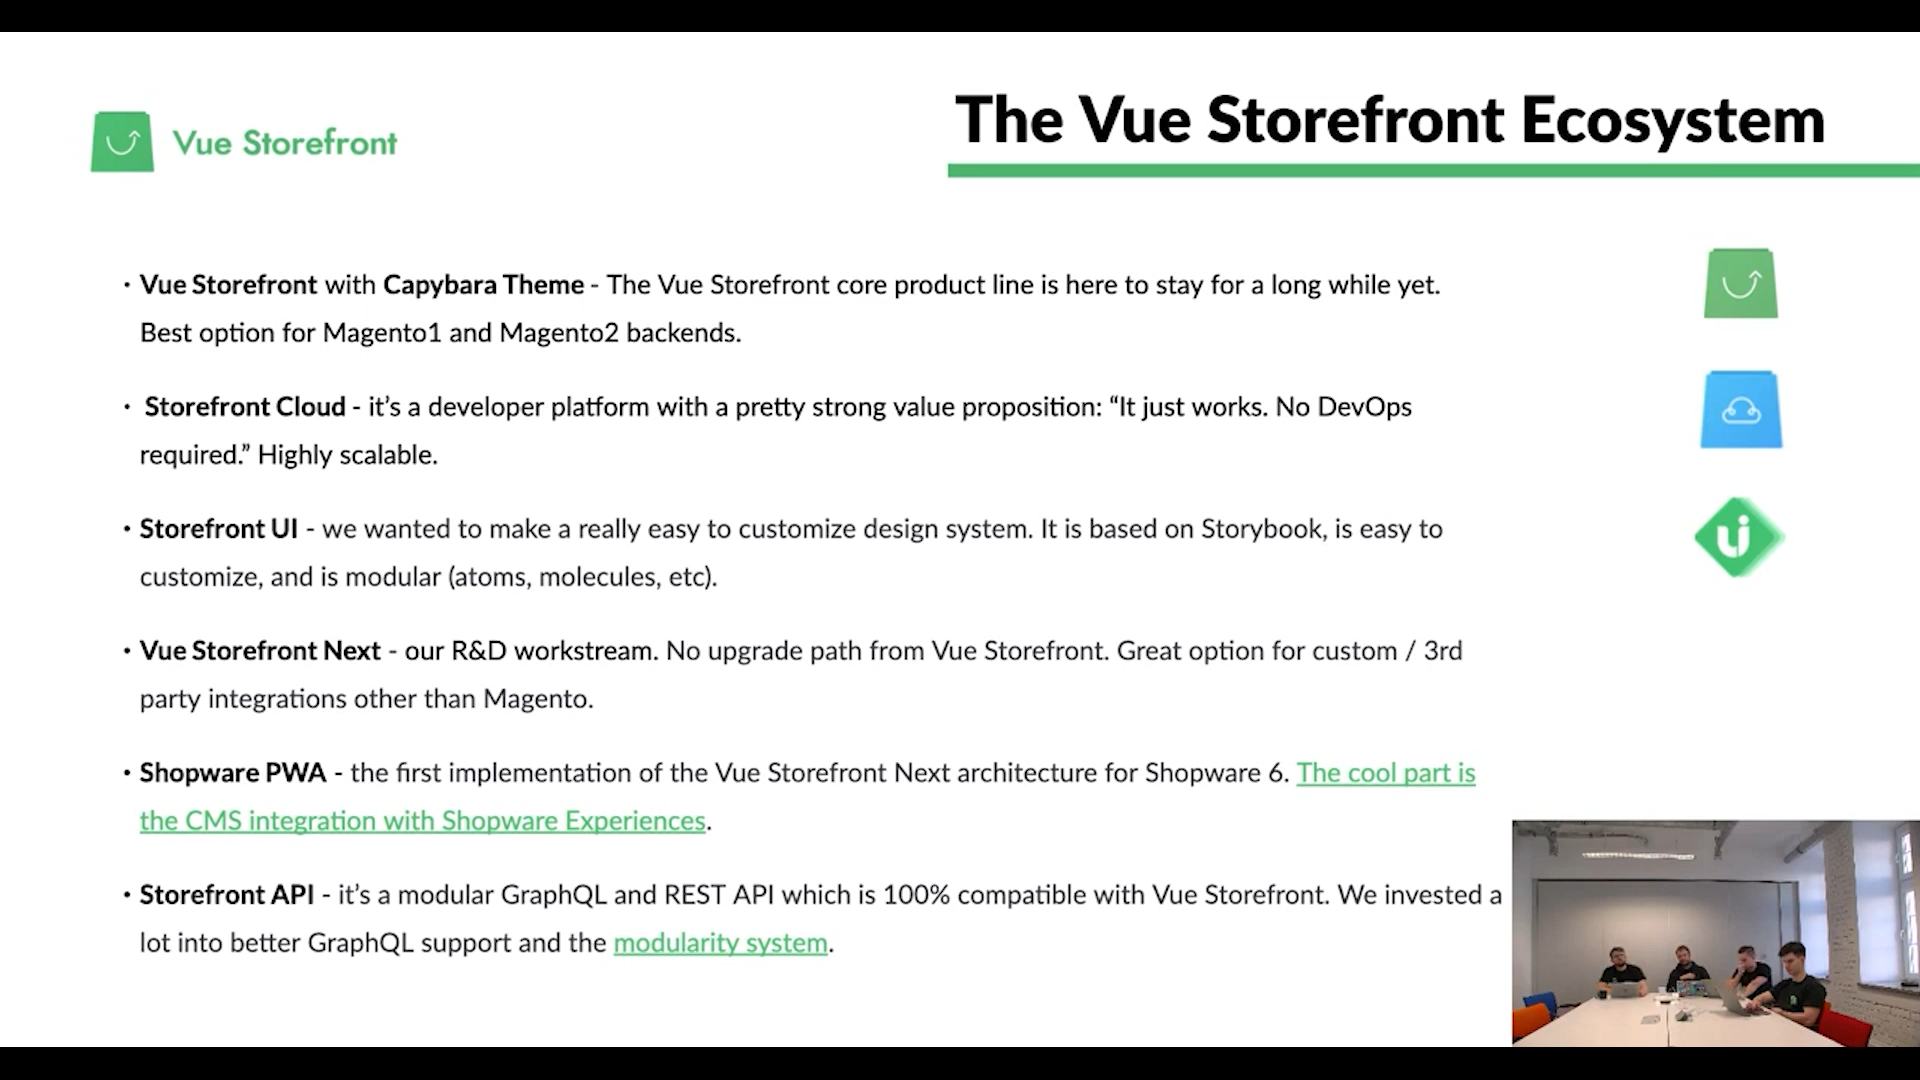 Vue Storefront
The Vue Storefront Ecosystem
• Vue Storefront with Capybara Theme - The Vue Storefront core product line is here to stay for a long while yet.
Best option for Magento1 and Magento2 backends.
• Storefront Cloud - it’s a developer platform with a pretty strong value proposition: “It just works. No DevOps
required.” Highly scalable.
• Storefront UI - we wanted to make a really easy to customize design system. It is based on Storybook, is easy to
customize, and is modular (atoms, molecules, etc).
• Vue Storefront Next - our R&D workstream. No upgrade path from Vue Storefront. Great option for custom / 3rd
party integrations other than Magento.
• Shopware PWA - the first implementation of the Vue Storefront Next architecture for Shopware 6. The cool part is
the CMS integration with Shopware Experiences.
• Storefront API - it’s a modular GraphQL and REST API which is 100% compatible with Vue Storefront. We invested a
lot into better GraphQL support and the modularity system.